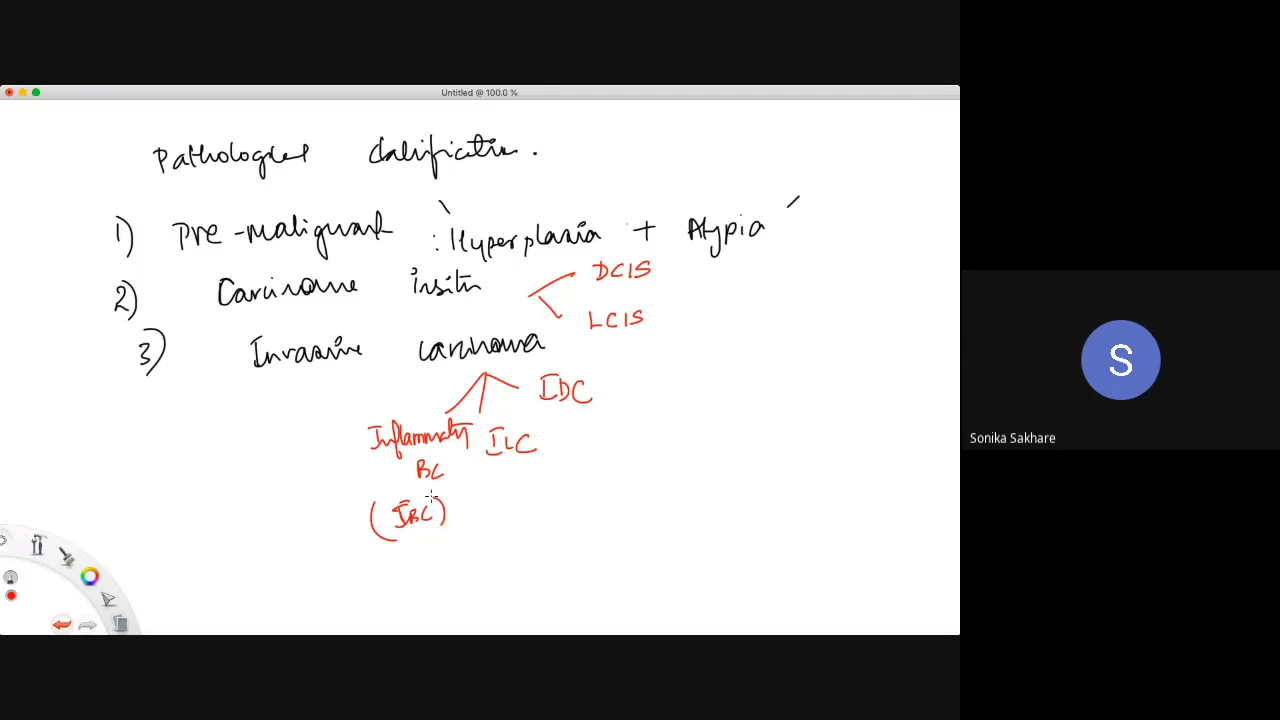 Untitled @ 100.0 %
Pathological classification.
1) Pre-malignant : Hyperplasia + Atypia
2) Carcinoma insitu
DCIS
LCIS
3) Invasive carcinoma
IDC
Inflammatory ILC
BC
(IBC)
S
Sonika Sakhare